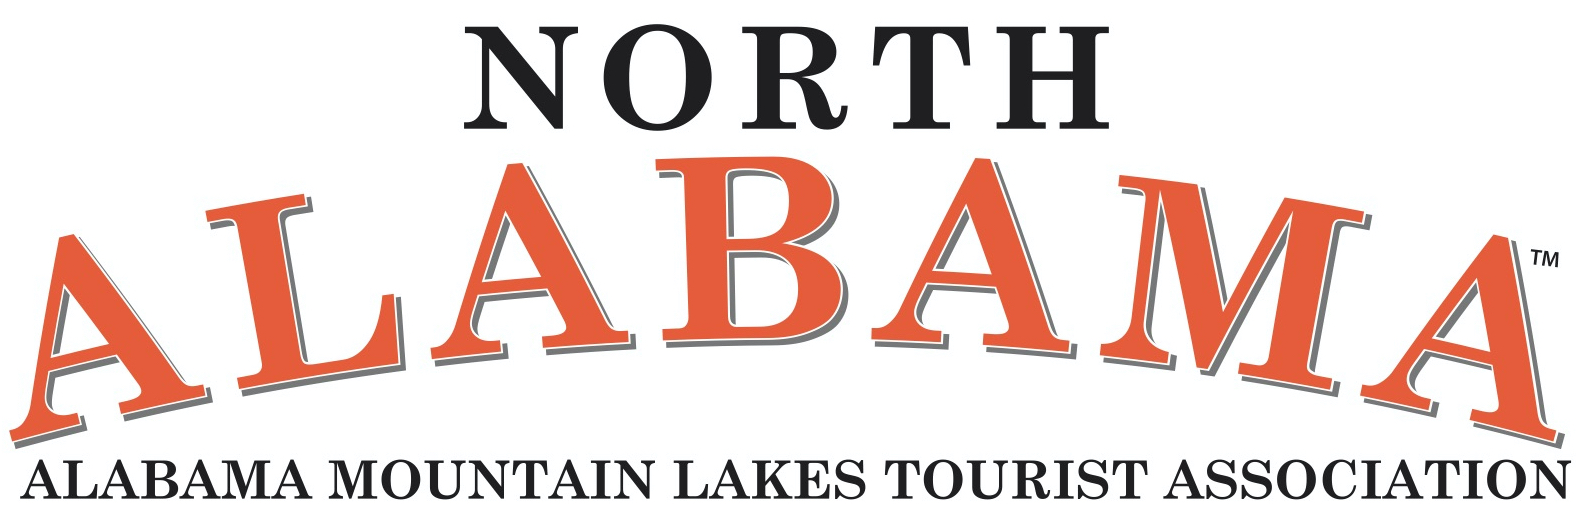 NORTH
ALABAMA™
ALABAMA MOUNTAIN LAKES TOURIST ASSOCIATION